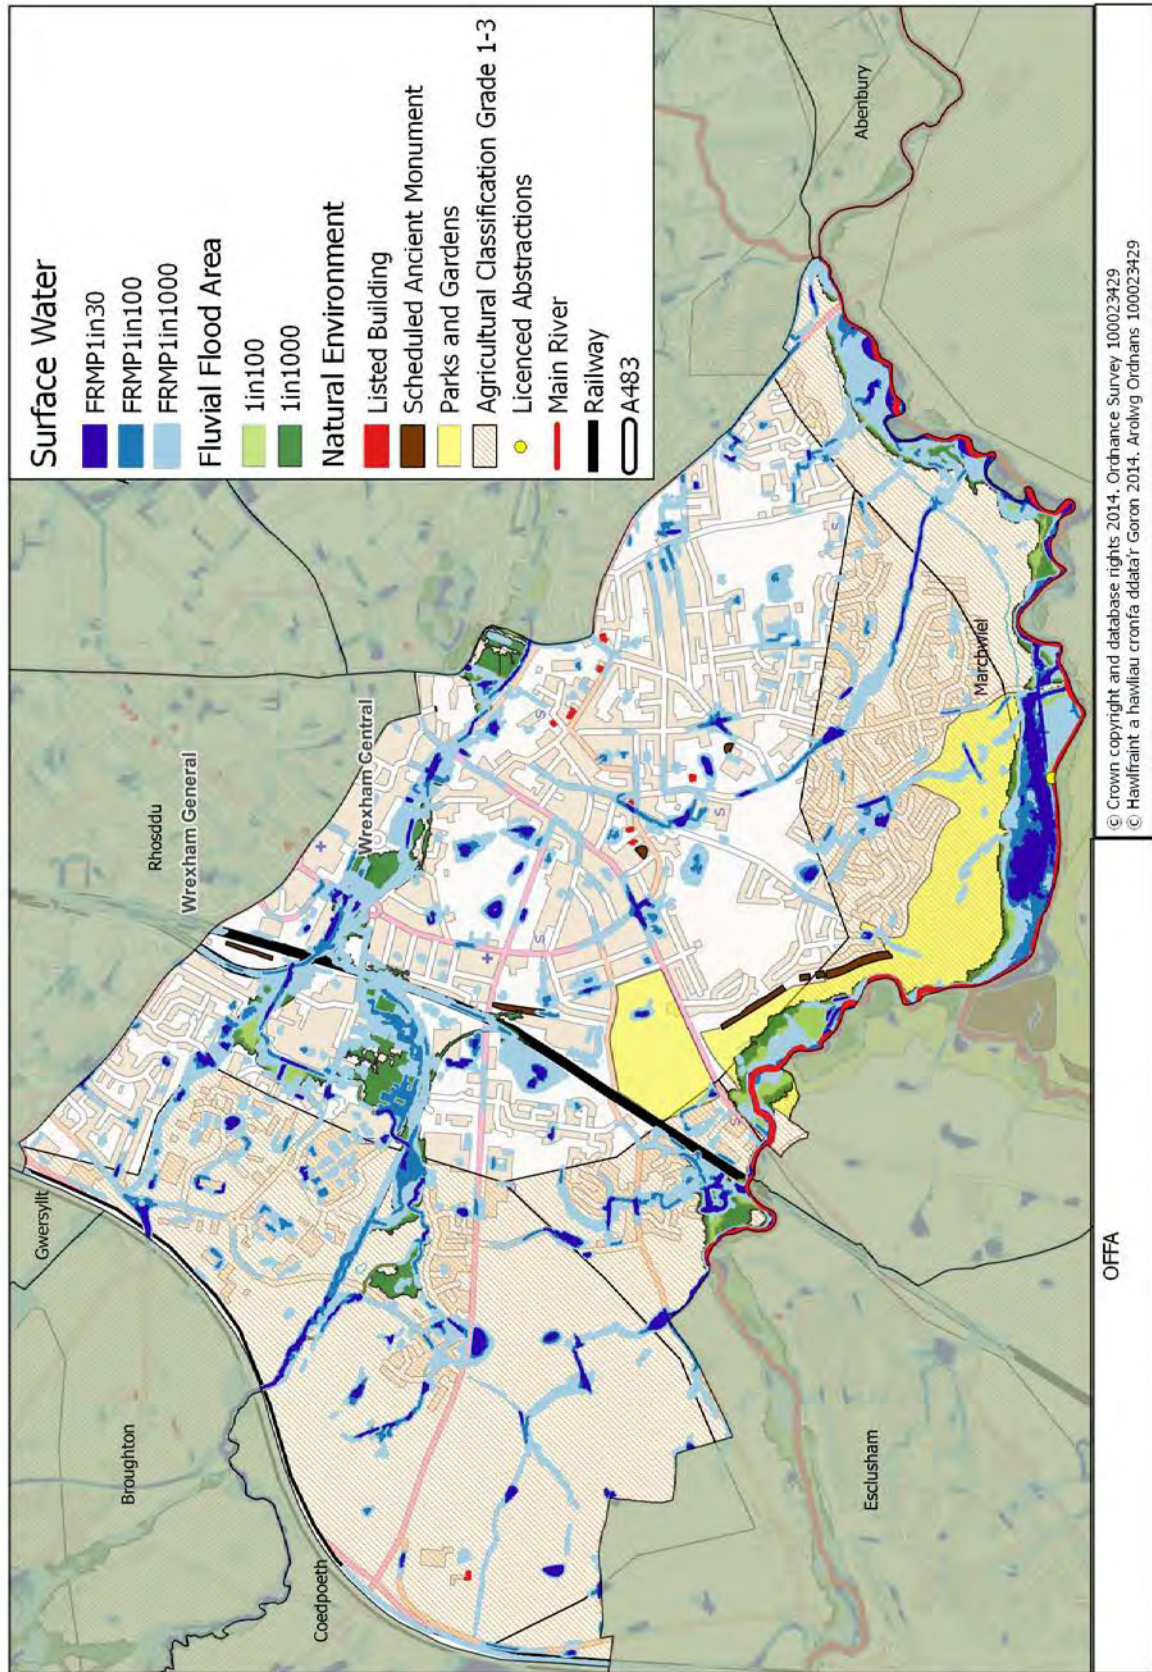 Surface Water
FRMP1in30
FRMP1in100
FRMP1in1000
Fluvial Flood Area
1in100
1in1000
Natural Environment
Listed Building
Scheduled Ancient Monument
Parks and Gardens
Agricultural Classification Grade 1-3
Licenced Abstractions
Main River
Railway
A483
Gwersyllt
Broughton
Coedpoeth
Rhosddu
Wrexham General
Wrexham Central
Abenbury
Marchwiel
Esclusham
S
S
S
S
S
OFFA
© Crown copyright and database rights 2014. Ordnance Survey 100023429
© Hawlfraint a hawliau cronfa ddata'r Goron 2014. Arolwg Ordnans 100023429